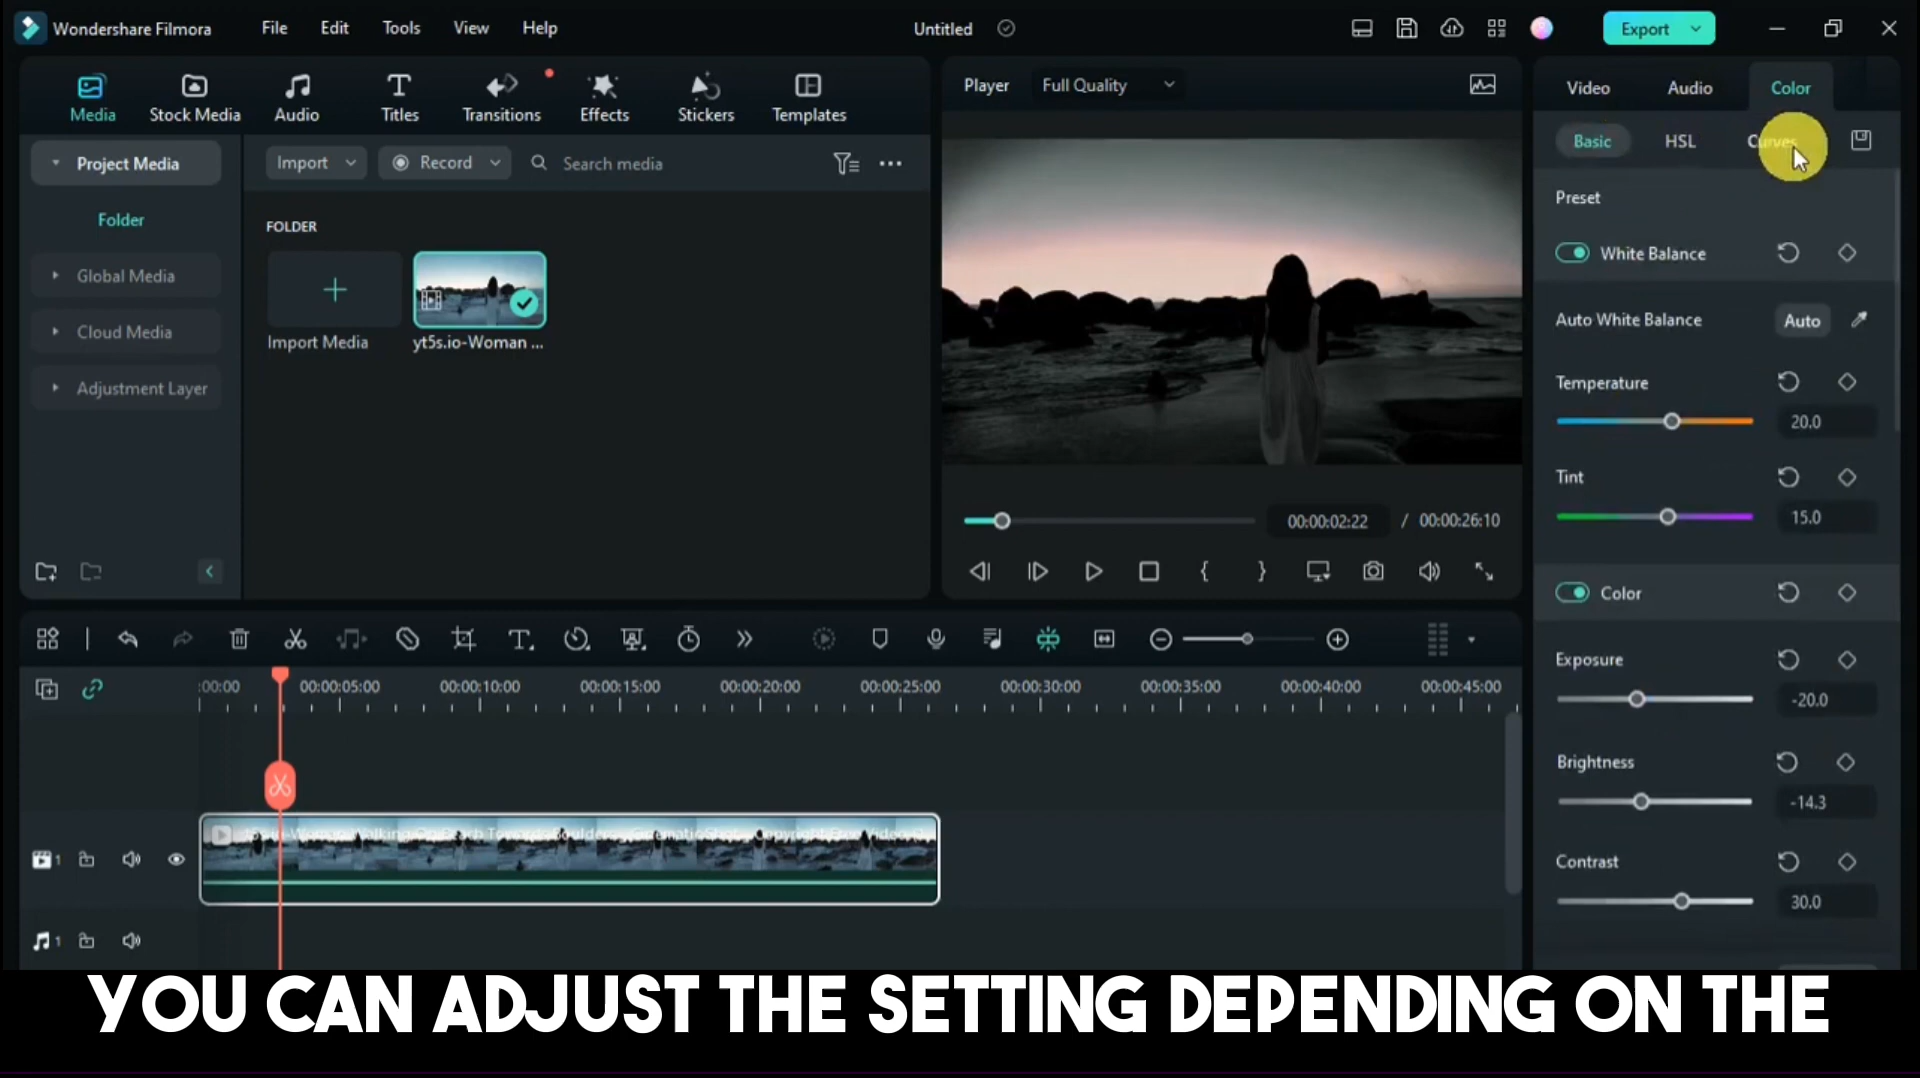 Wondershare Filmora File Edit Tools View Help Untitled Export
Media Stock Media Audio Titles Transitions Effects Stickers Templates
Player Full Quality
Video Audio Color
Basic HSL Curves
Project Media
Import Record Search media
Folder
Global Media
Cloud Media
Adjustment Layer
FOLDER
Import Media yt5s.io-Woman ...
00:00:02:22 / 00:00:26:10
Preset
White Balance
Auto White Balance Auto
Temperature
20.0
Tint
15.0
Color
Exposure
-20.0
Brightness
-14.3
Contrast
30.0
:00:00 00:00:05:00 00:00:10:00 00:00:15:00 00:00:20:00 00:00:25:00 00:00:30:00 00:00:35:00 00:00:40:00 00:00:45:00
1
1
YOU CAN ADJUST THE SETTING DEPENDING ON THE